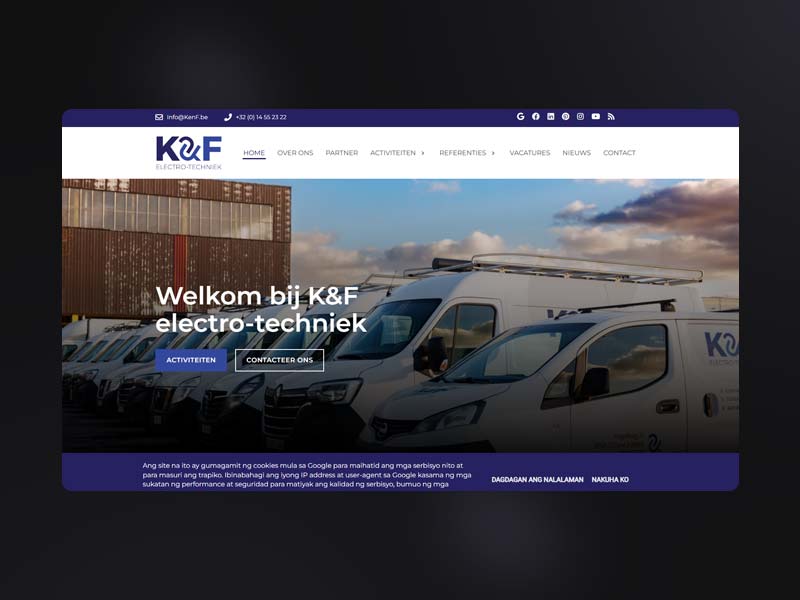 Info@KenF.be
+32 (0) 14 55 23 22
K&F
ELECTRO-TECHNIEK
HOME
OVER ONS
PARTNER
ACTIVITEITEN
REFERENTIES
VACATURES
NIEUWS
CONTACT
Welkom bij K&F
electro-techniek
ACTIVITEITEN
CONTACTEER ONS
Ang site na ito ay gumagamit ng cookies mula sa Google para maihatid ang mga serbisyo nito at
para masuri ang trapiko. Ibinabahagi ang iyong IP address at user-agent sa Google kasama ng mga
sukatan ng performance at seguridad para matiyak ang kalidad ng serbisyo, bumuo ng mga
DAGDAGAN ANG NALALAMAN
NAKUHA KO